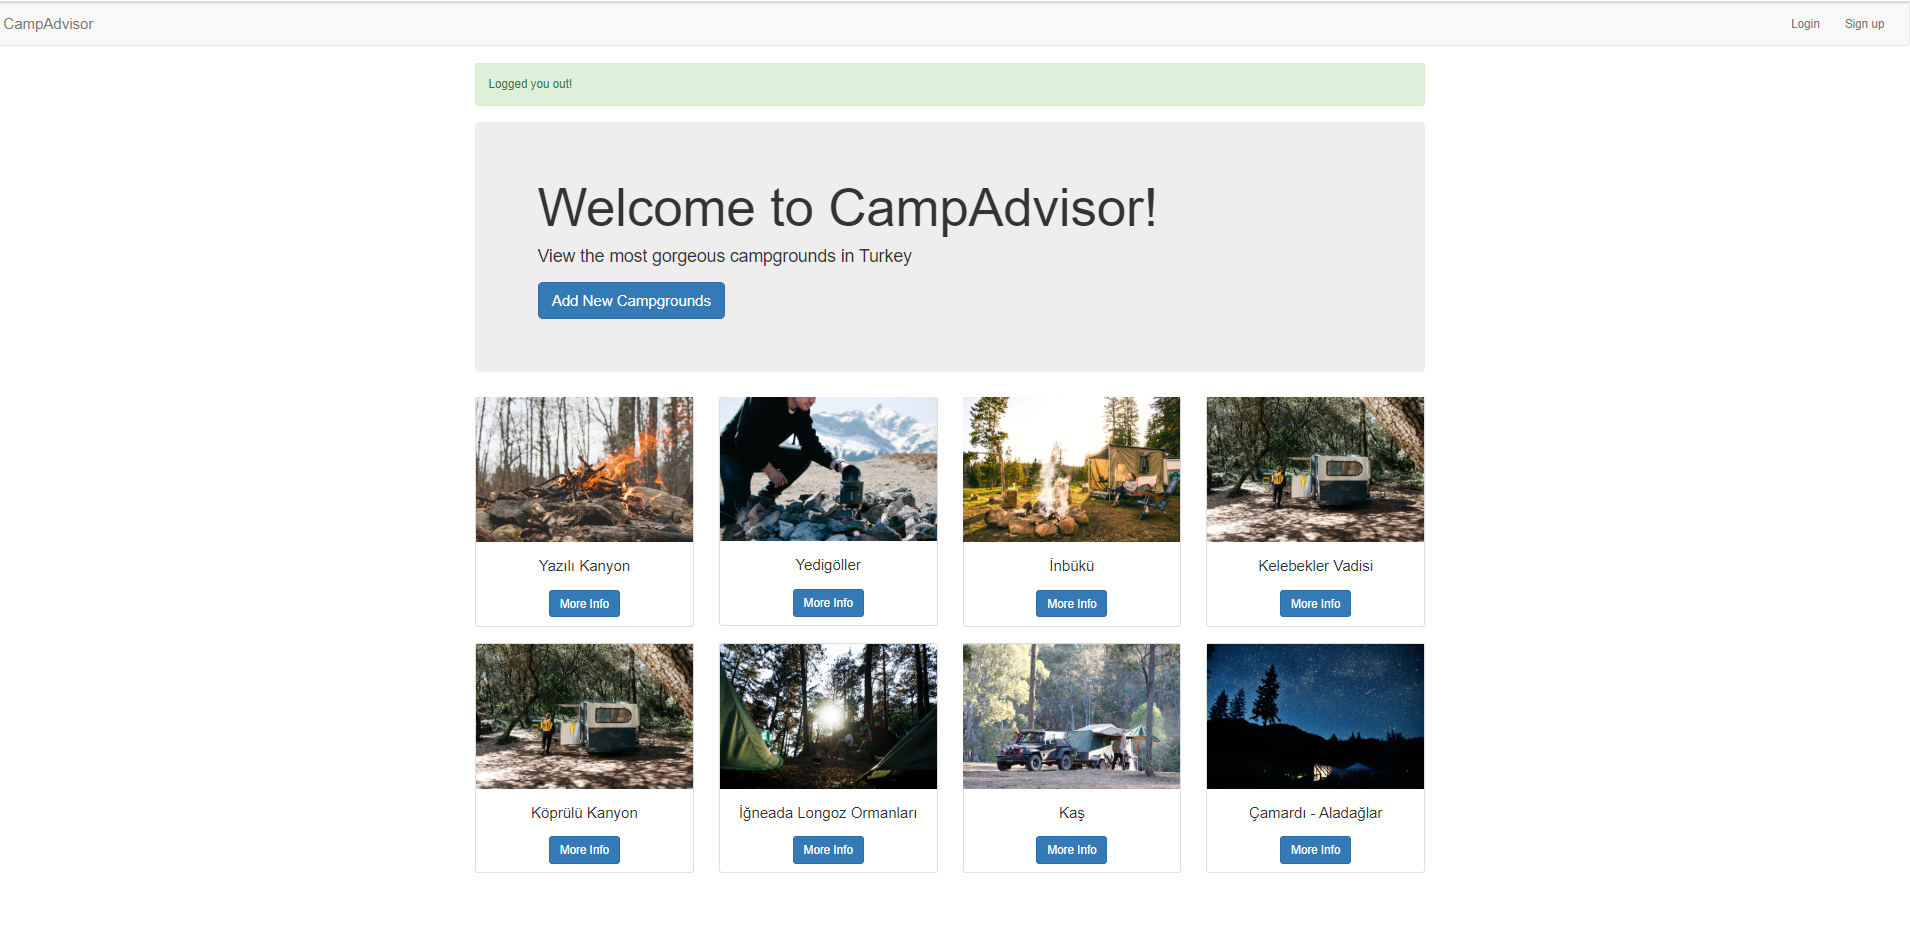 CampAdvisor
Login
Sign up
Logged you out!
Welcome to CampAdvisor!
View the most gorgeous campgrounds in Turkey
Add New Campgrounds
Yazılı Kanyon
More Info
Yedigöller
More Info
İnbükü
More Info
Kelebekler Vadisi
More Info
Köprülü Kanyon
More Info
İğneada Longoz Ormanları
More Info
Kaş
More Info
Çamardı - Aladağlar
More Info